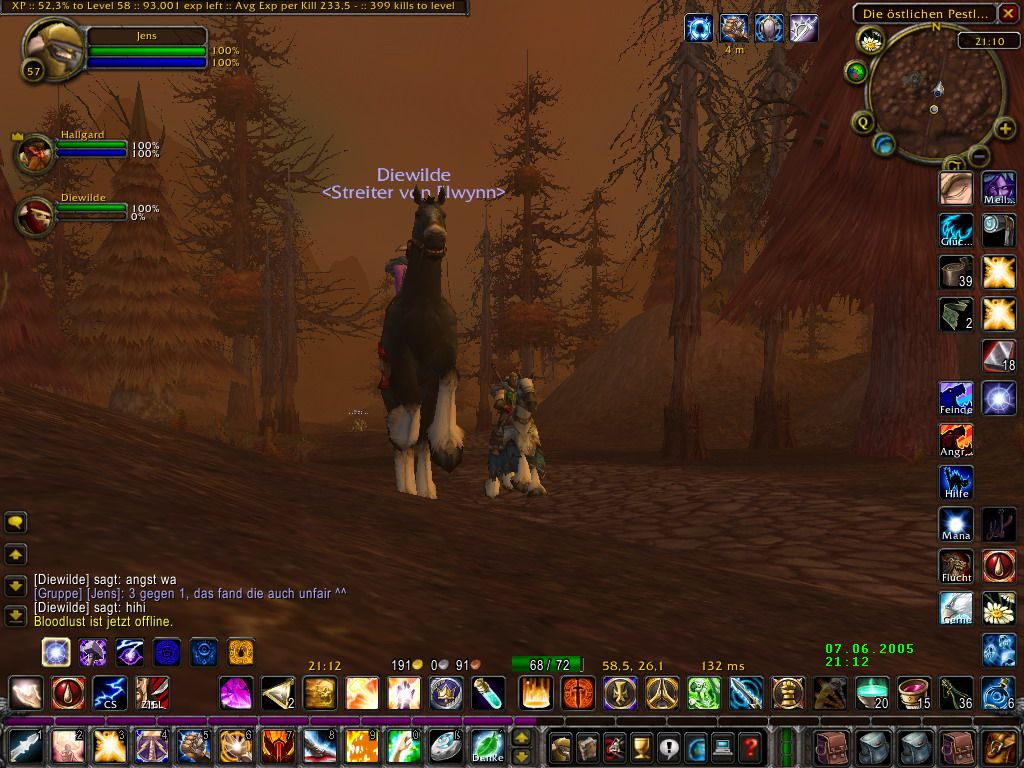 XP :: 52,3% to Level 58 :: 93,001 exp left :: Avg Exp per Kill 233,5 - :: 399 kills to level
Die östlichen Pestl...
N
21:10
Jens
100%
100%
57
4 m
Hallgard
100%
100%
Diewilde
100%
0%
Diewilde
<Streiter von Elwynn>
Q
Mell...
Glüc...
39
2
18
Feinde
Angr...
Hilfe
Mana
Flucht
Gerne
[Diewilde] sagt: angst wa
[Gruppe] [Jens]: 3 gegen 1, das fand die auch unfair ^^
[Diewilde] sagt: hihi
Bloodlust ist jetzt offline.
07.06.2005
21:12
21:12
191 0 91
68 / 72
58,5, 26,1
132 ms
CS
ZIEL
2
20
15
36
6
1 2 3 4 5 6 7 8 9 0 ß
Danke